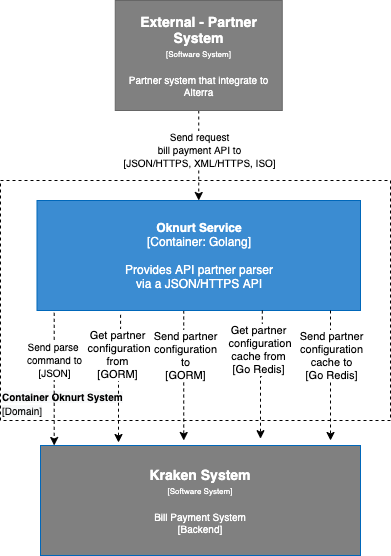 External - Partner
System
[Software System]
Partner system that integrate to
Alterra
Send request
bill payment API to
[JSON/HTTPS, XML/HTTPS, ISO]
Oknurt Service
[Container: Golang]
Provides API partner parser
via a JSON/HTTPS API
Send parse
command to
[JSON]
Get partner
configuration
from
[GORM]
Send partner
configuration
to
[GORM]
Get partner
configuration
cache from
[Go Redis]
Send partner
configuration
cache to
[Go Redis]
Container Oknurt System
[Domain]
Kraken System
[Software System]
Bill Payment System
[Backend]